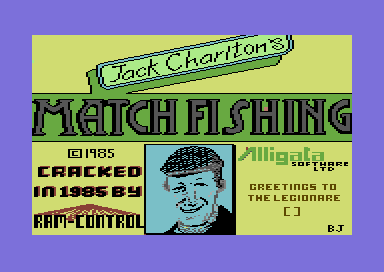 Jack Charlton's
MATCH FISHING
©1985
CRACKED
IN 1985 BY
RAM-CONTROL
Alligata
SOFTWARE
LTD
GREETINGS TO
THE LEGIONARE
[ ]
BJ